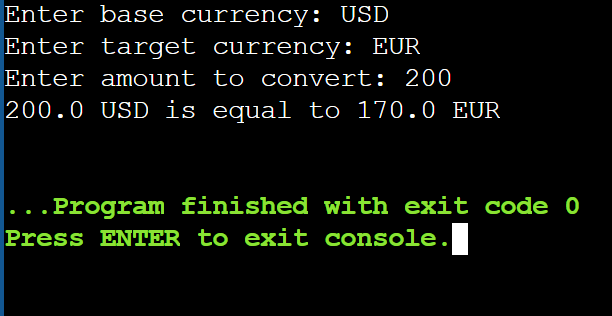 Enter base currency: USD
Enter target currency: EUR
Enter amount to convert: 200
200.0 USD is equal to 170.0 EUR
...Program finished with exit code 0
Press ENTER to exit console.